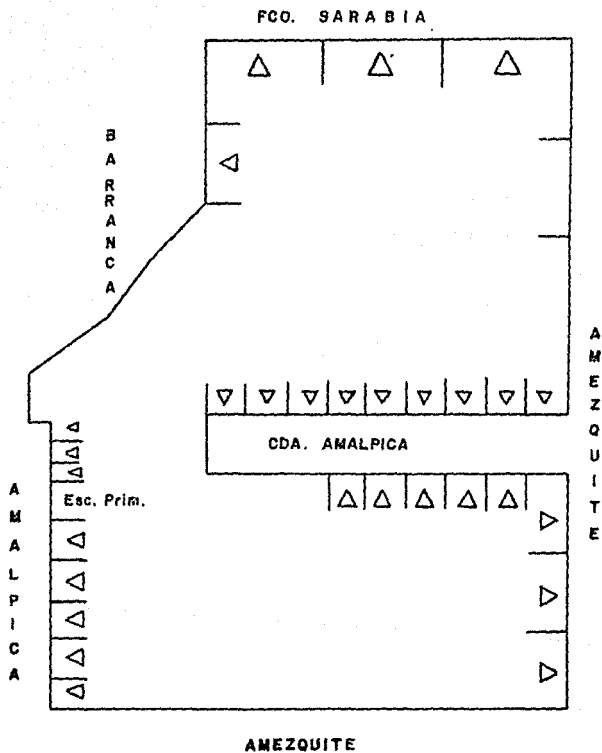 FCO. SARABIA
BARRANCA
AMEZQUITE
CDA. AMALPICA
Esc. Prim.
AMALPICA
AMEZQUITE